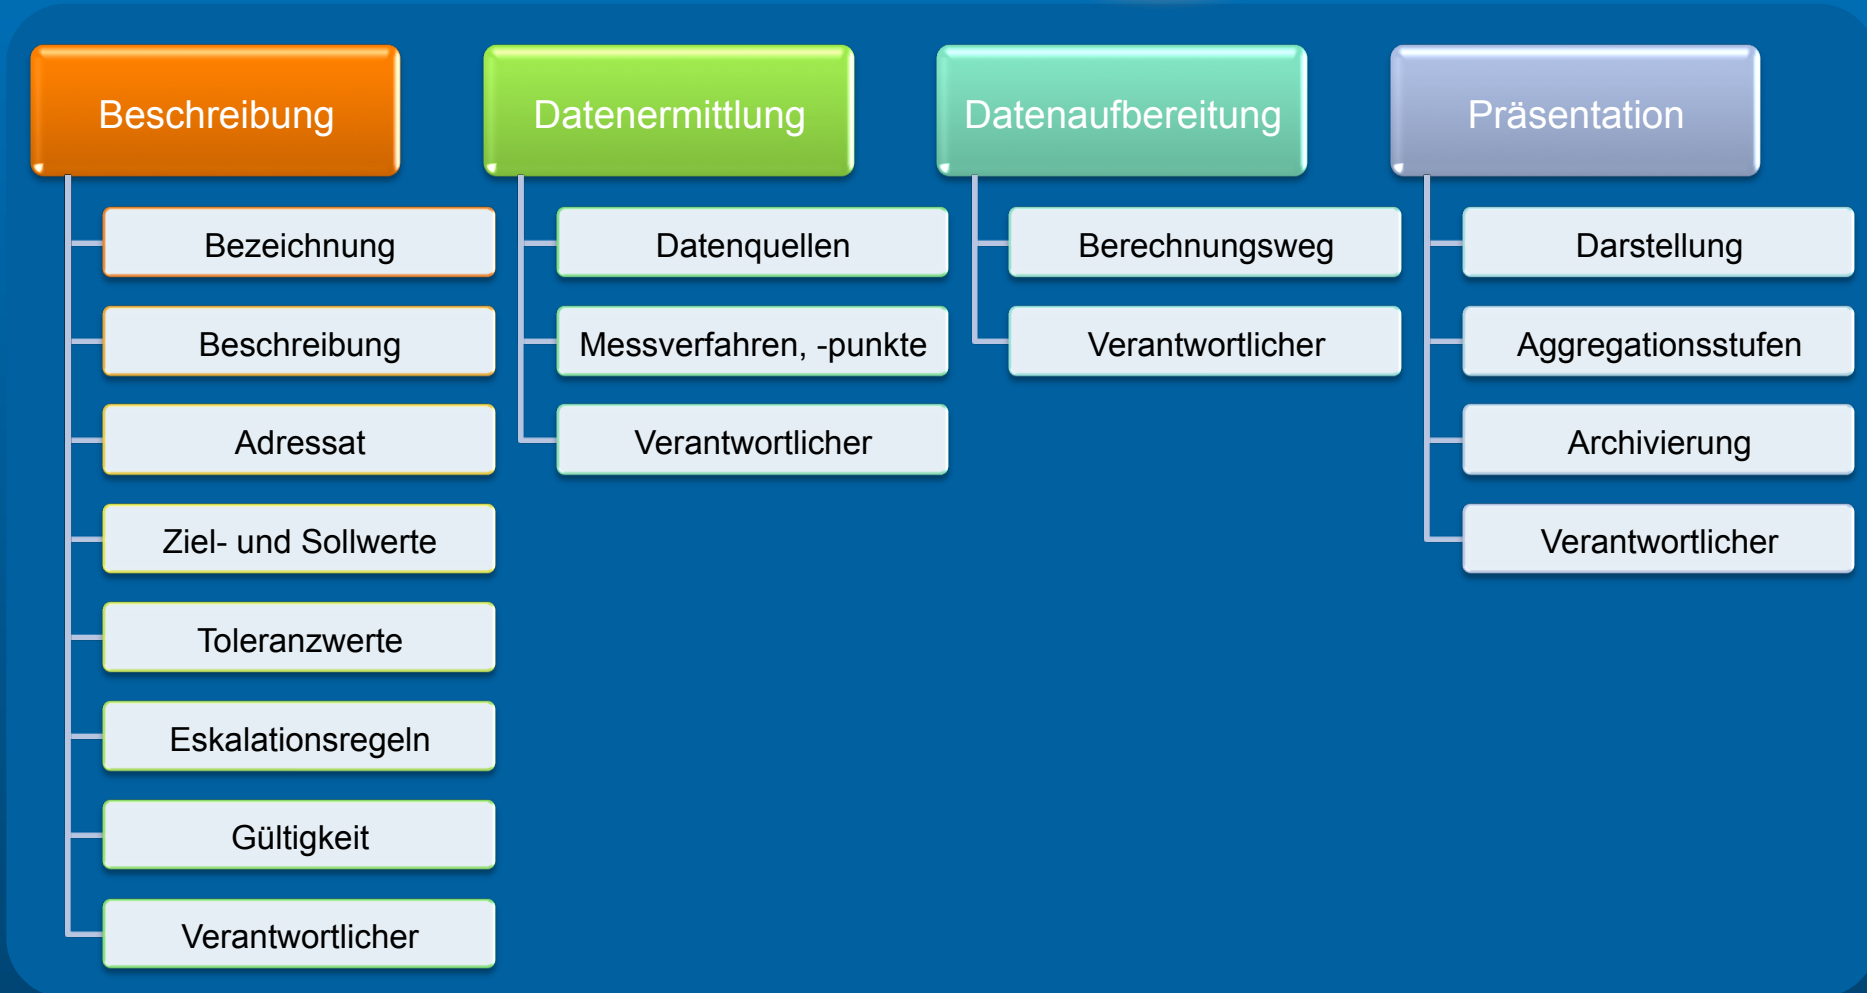 Beschreibung
Bezeichnung
Beschreibung
Adressat
Ziel- und Sollwerte
Toleranzwerte
Eskalationsregeln
Gültigkeit
Verantwortlicher
Datenermittlung
Datenquellen
Messverfahren, -punkte
Verantwortlicher
Datenaufbereitung
Berechnungsweg
Verantwortlicher
Präsentation
Darstellung
Aggregationsstufen
Archivierung
Verantwortlicher